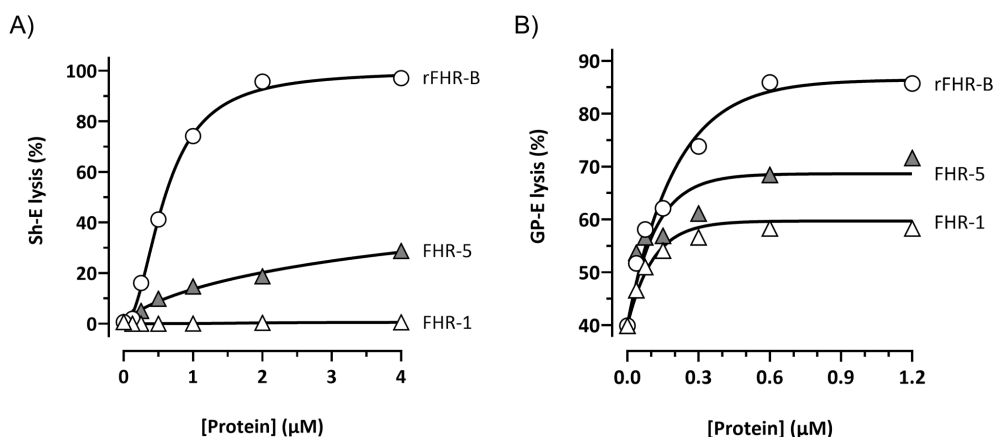 A)
Sh-E lysis (%)
100
80
60
40
20
0
0
1
2
3
4
[Protein] (μM)
rFHR-B
FHR-5
FHR-1
B)
GP-E lysis (%)
90
80
70
60
50
40
0.0
0.3
0.6
0.9
1.2
[Protein] (μM)
rFHR-B
FHR-5
FHR-1